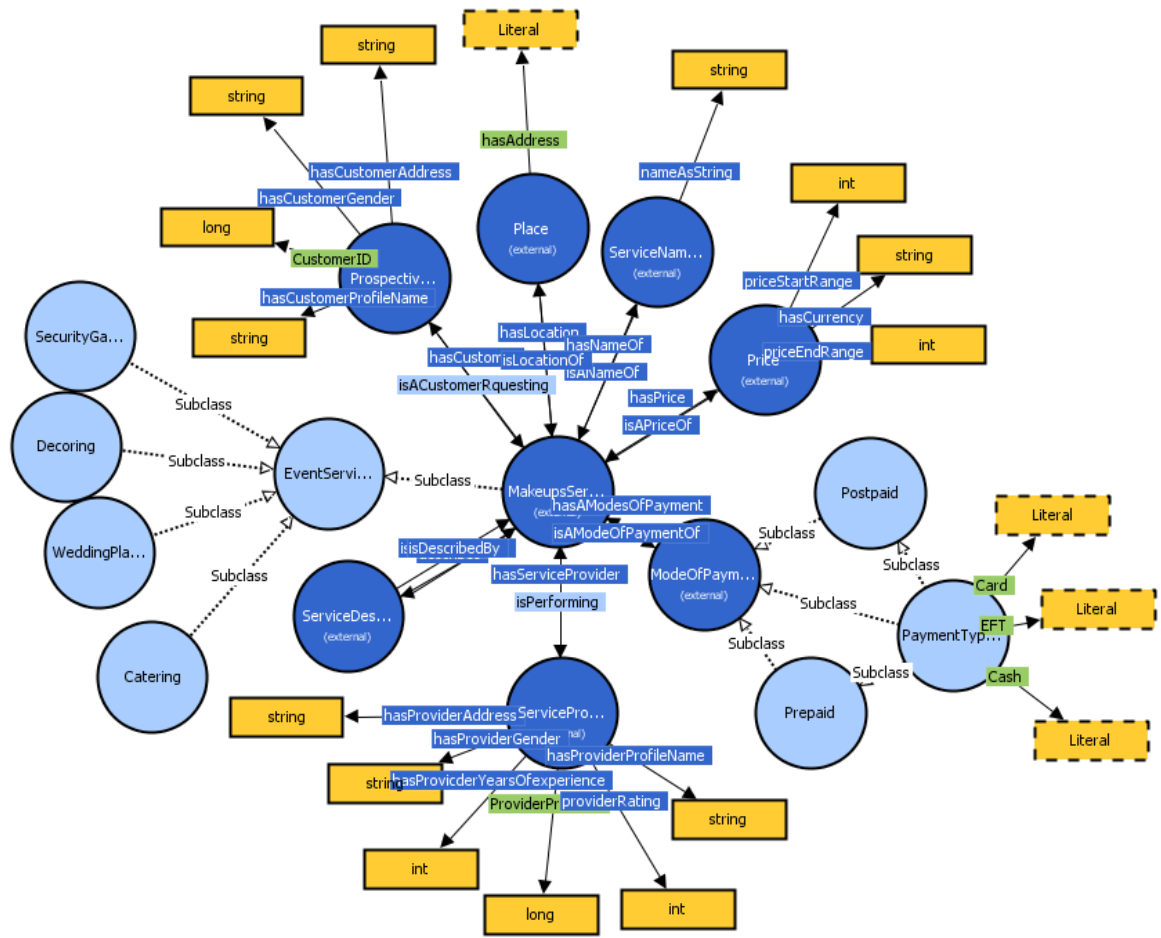 Literal
string
string
string
hasAddress
nameAsString
hasCustomerAddress
hasCustomerGender
int
long
Place
(external)
ServiceNam...
(external)
string
CustomerID
Prospectiv...
hasCustomerProfileName
priceStartRange
hasCurrency
string
SecurityGa...
hasLocation
hasNameOf
int
priceEndRange
Price
(external)
isLocationOf
isANameOf
isACustomerRquesting
hasPrice
isAPriceOf
Subclass
Decoring
Subclass
EventServi...
Subclass
MakeupsSer...
Postpaid
hasAModesOfPayment
Literal
Subclass
WeddingPla...
isAModeOfPaymentOf
Subclass
isDescribedBy
Subclass
Subclass
hasServiceProvider
ModeOfPaym...
(external)
Card
isPerforming
Subclass
Literal
EFT
ServiceDes...
(external)
PaymentTyp...
Subclass
Subclass
Cash
Catering
Prepaid
ServicePro...
string
hasProviderAddress
hasProviderGender
Literal
hasProviderProfileName
string
hasProvicderYearsOfexperience
providerRating
string
int
long
int